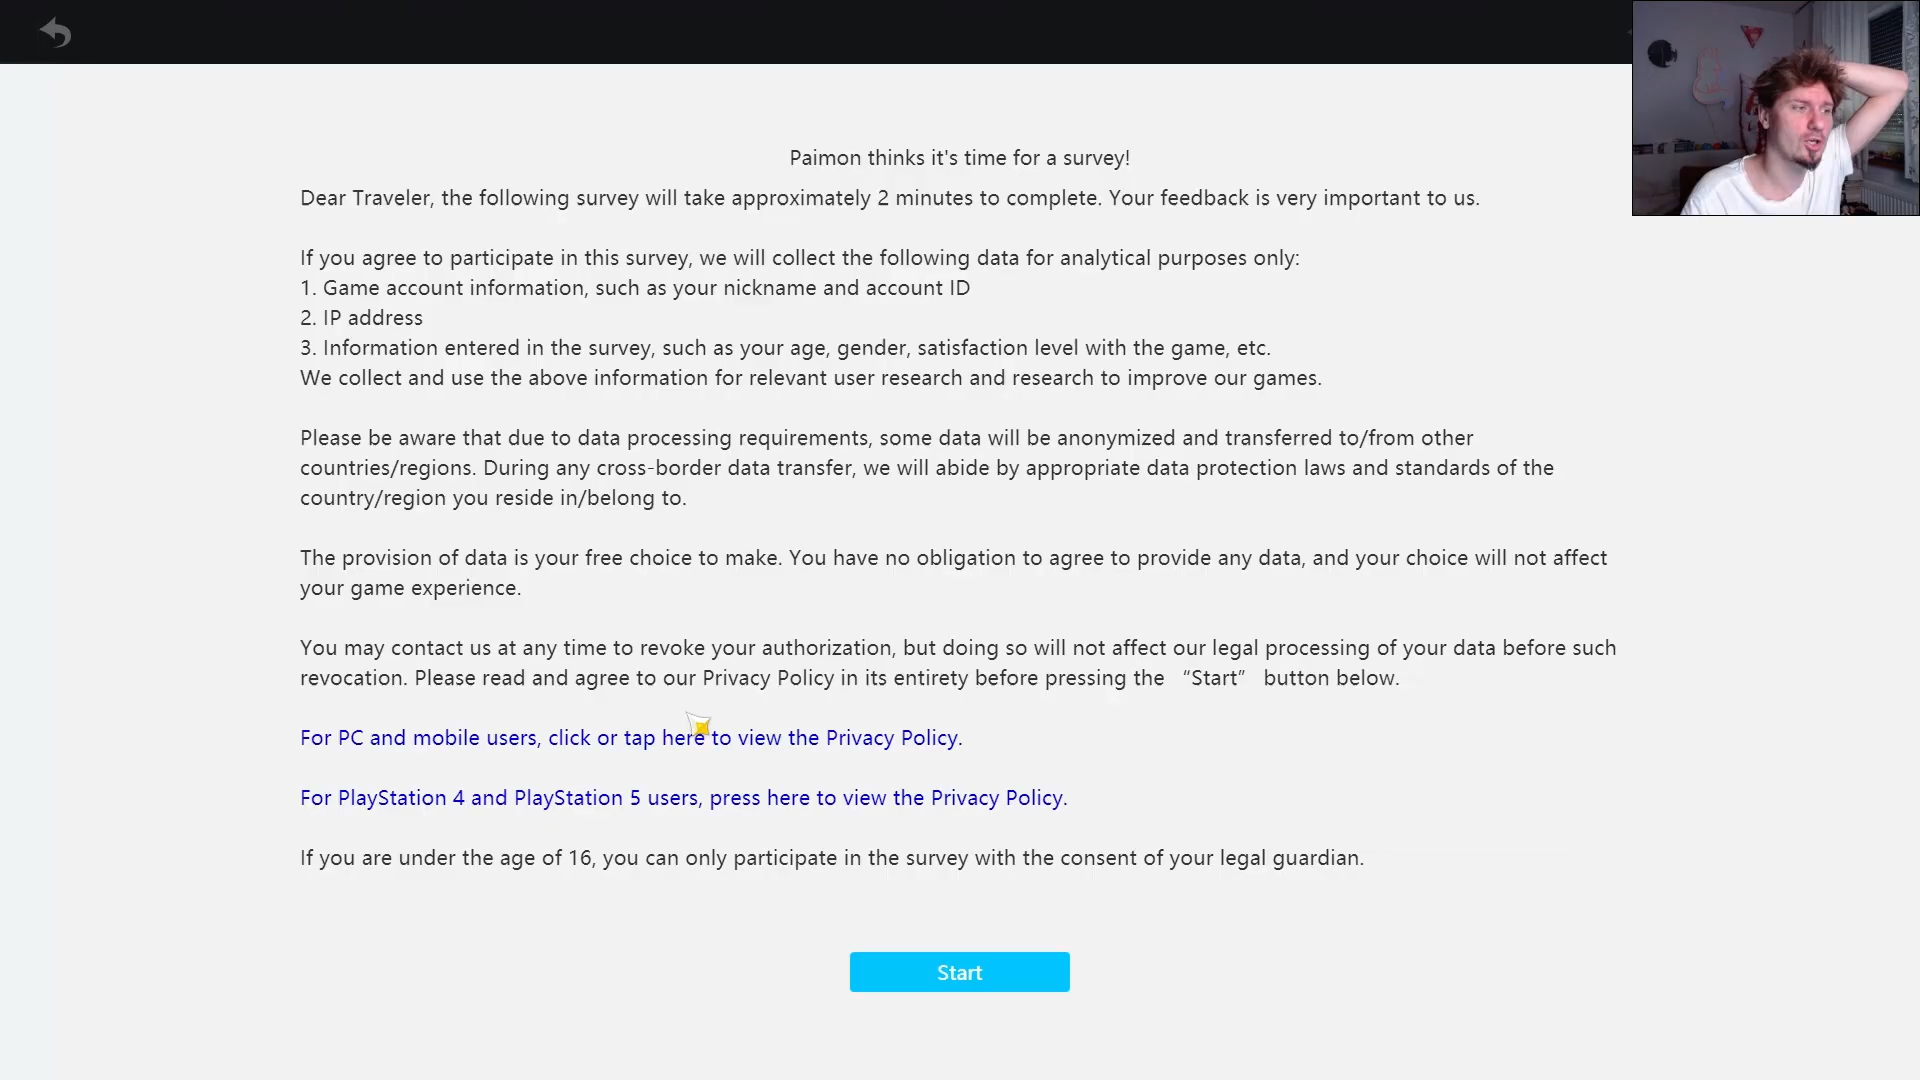 Paimon thinks it's time for a survey!
Dear Traveler, the following survey will take approximately 2 minutes to complete. Your feedback is very important to us.
If you agree to participate in this survey, we will collect the following data for analytical purposes only:
1. Game account information, such as your nickname and account ID
2. IP address
3. Information entered in the survey, such as your age, gender, satisfaction level with the game, etc.
We collect and use the above information for relevant user research and research to improve our games.
Please be aware that due to data processing requirements, some data will be anonymized and transferred to/from other
countries/regions. During any cross-border data transfer, we will abide by appropriate data protection laws and standards of the
country/region you reside in/belong to.
The provision of data is your free choice to make. You have no obligation to agree to provide any data, and your choice will not affect
your game experience.
You may contact us at any time to revoke your authorization, but doing so will not affect our legal processing of your data before such
revocation. Please read and agree to our Privacy Policy in its entirety before pressing the “Start” button below.
For PC and mobile users, click or tap here to view the Privacy Policy.
For PlayStation 4 and PlayStation 5 users, press here to view the Privacy Policy.
If you are under the age of 16, you can only participate in the survey with the consent of your legal guardian.
Start